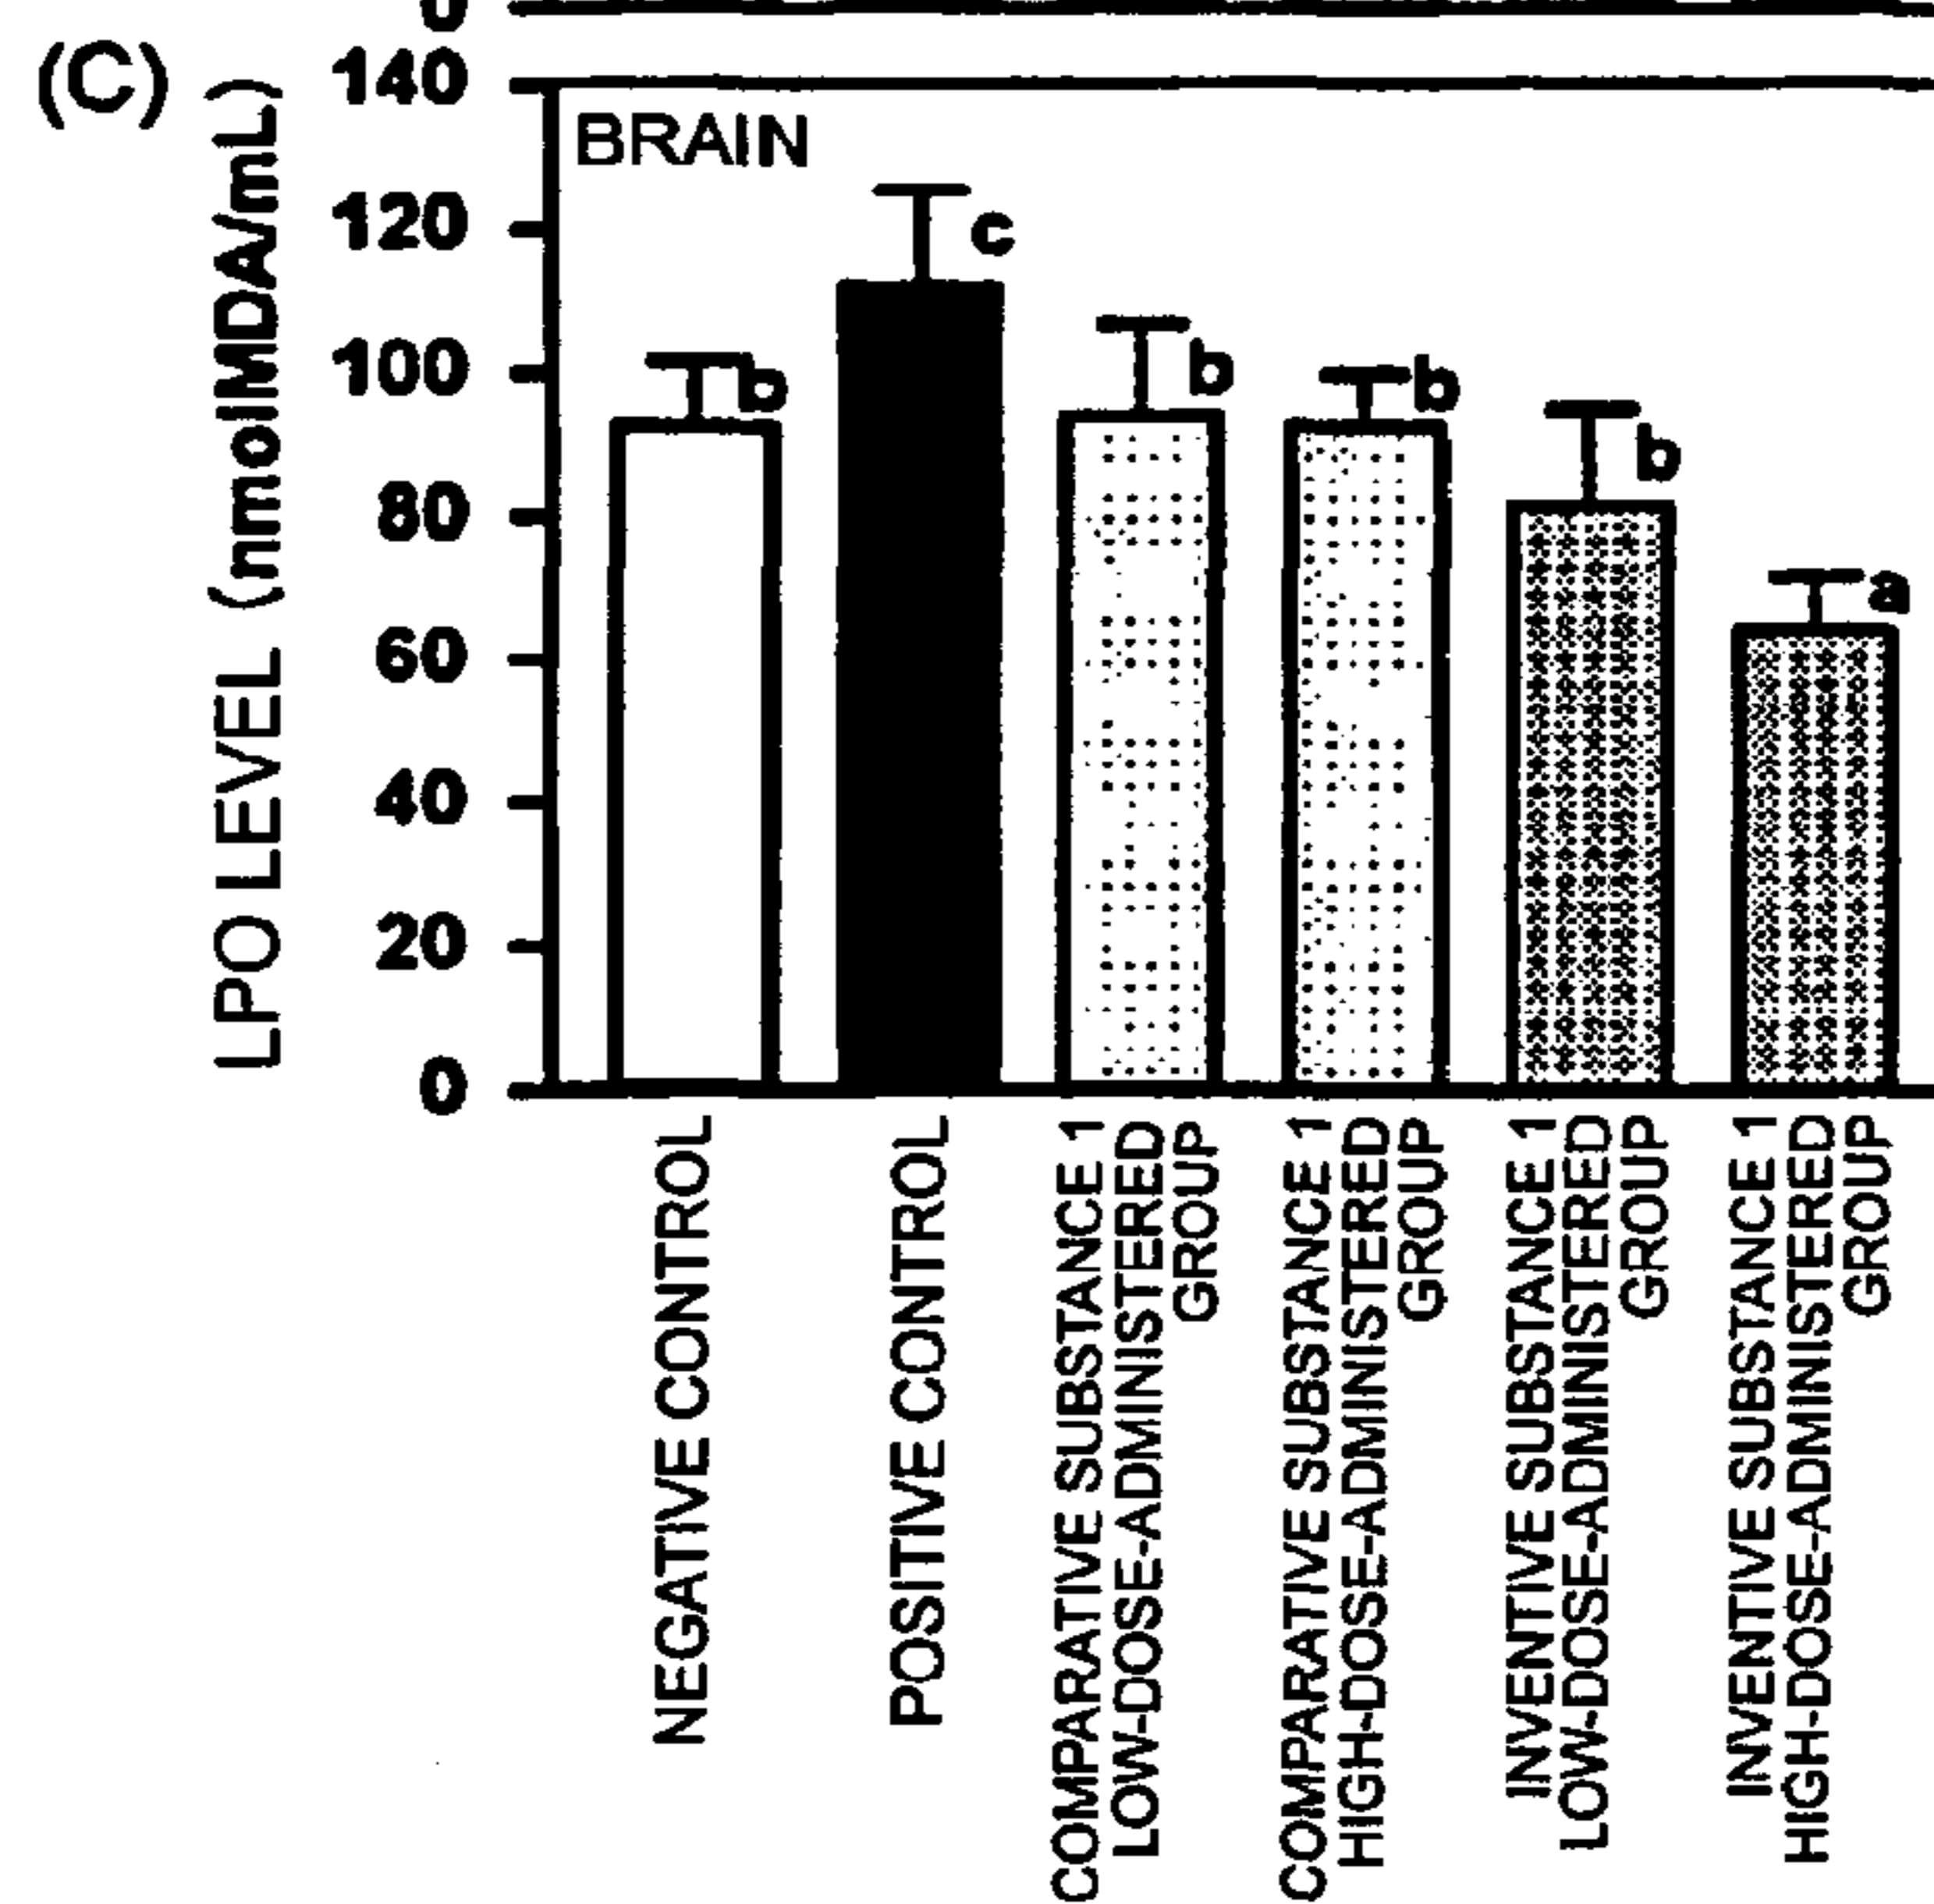 0
(C)
LPO LEVEL (nmolMDA/mL)
140
120
100
80
60
40
20
0
BRAIN
b
c
b
b
b
a
NEGATIVE CONTROL
POSITIVE CONTROL
COMPARATIVE SUBSTANCE 1
LOW-DOSE-ADMINISTERED
GROUP
COMPARATIVE SUBSTANCE 1
HIGH-DOSE-ADMINISTERED
GROUP
INVENTIVE SUBSTANCE 1
LOW-DOSE-ADMINISTERED
GROUP
INVENTIVE SUBSTANCE 1
HIGH-DOSE-ADMINISTERED
GROUP